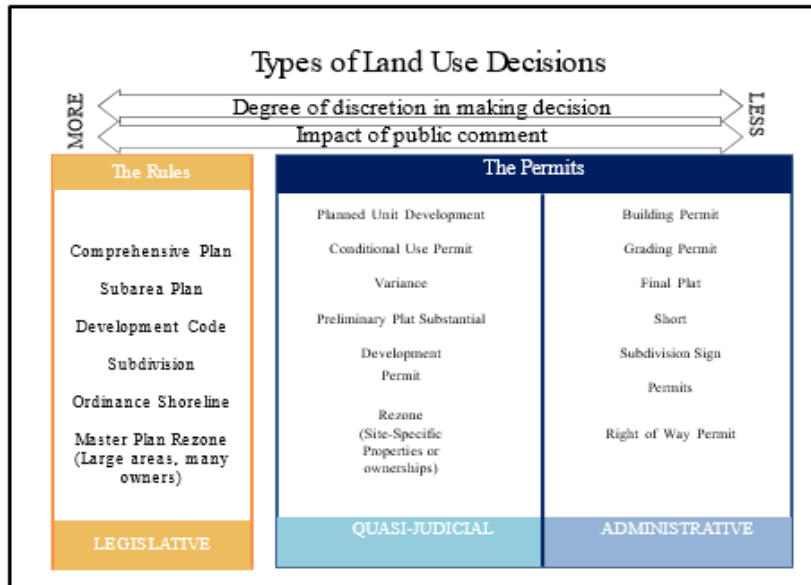 Types of Land Use Decisions
MORE
Degree of discretion in making decision
Impact of public comment
LESS
The Rules
Comprehensive Plan
Subarea Plan
Development Code
Subdivision
Ordinance Shoreline
Master Plan Rezone
(Large areas, many
owners)
LEGISLATIVE
The Permits
Planned Unit Development
Conditional Use Permit
Variance
Preliminary Plat Substantial
Development
Permit
Rezone
(Site-Specific
Properties or
ownerships)
QUASI-JUDICIAL
Building Permit
Grading Permit
Final Plat
Short
Subdivision Sign
Permits
Right of Way Permit
ADMINISTRATIVE